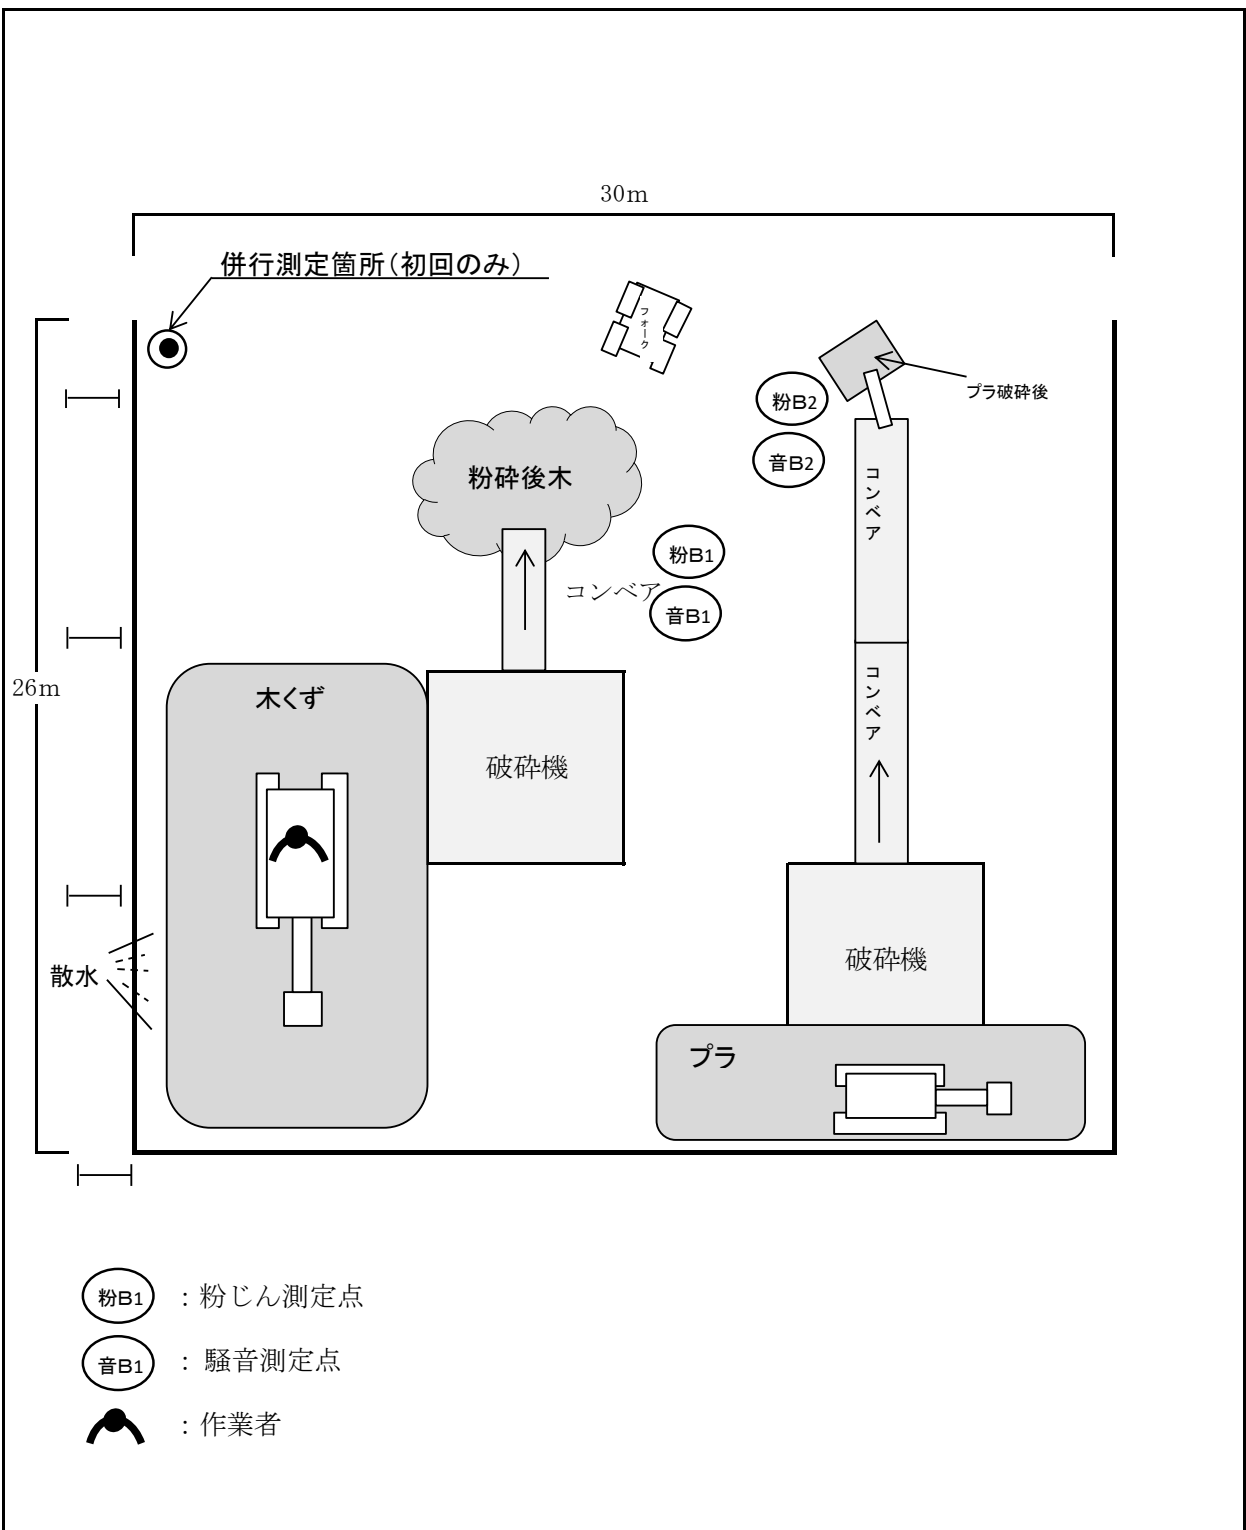 30m
併行測定箇所（初回のみ）
フォーク
プラ破砕後
粉B2
音B2
コンベア
粉砕後木
粉B1
コンベア
音B1
木くず
コンベア
26m
破砕機
破砕機
散水
プラ
粉B1 ：粉じん測定点
音B1 ：騒音測定点
：作業者